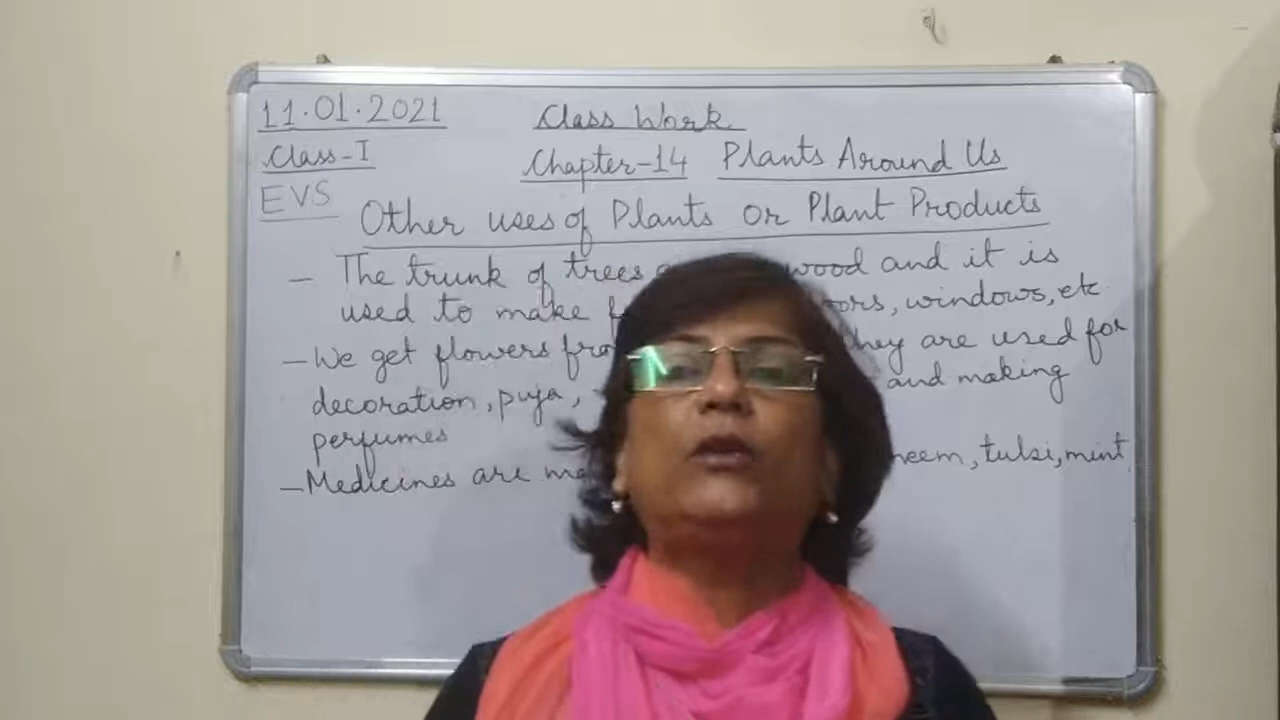 11.01.2021
Class Work
Class-I
Chapter-14 Plants Around Us
EVS
Other uses of Plants or Plant Products
– The trunk of trees wood and it is
used to make windows, etc
– We get flowers they are used for
decoration, puja, and making
perfumes
– Medicines are neem, tulsi, mint